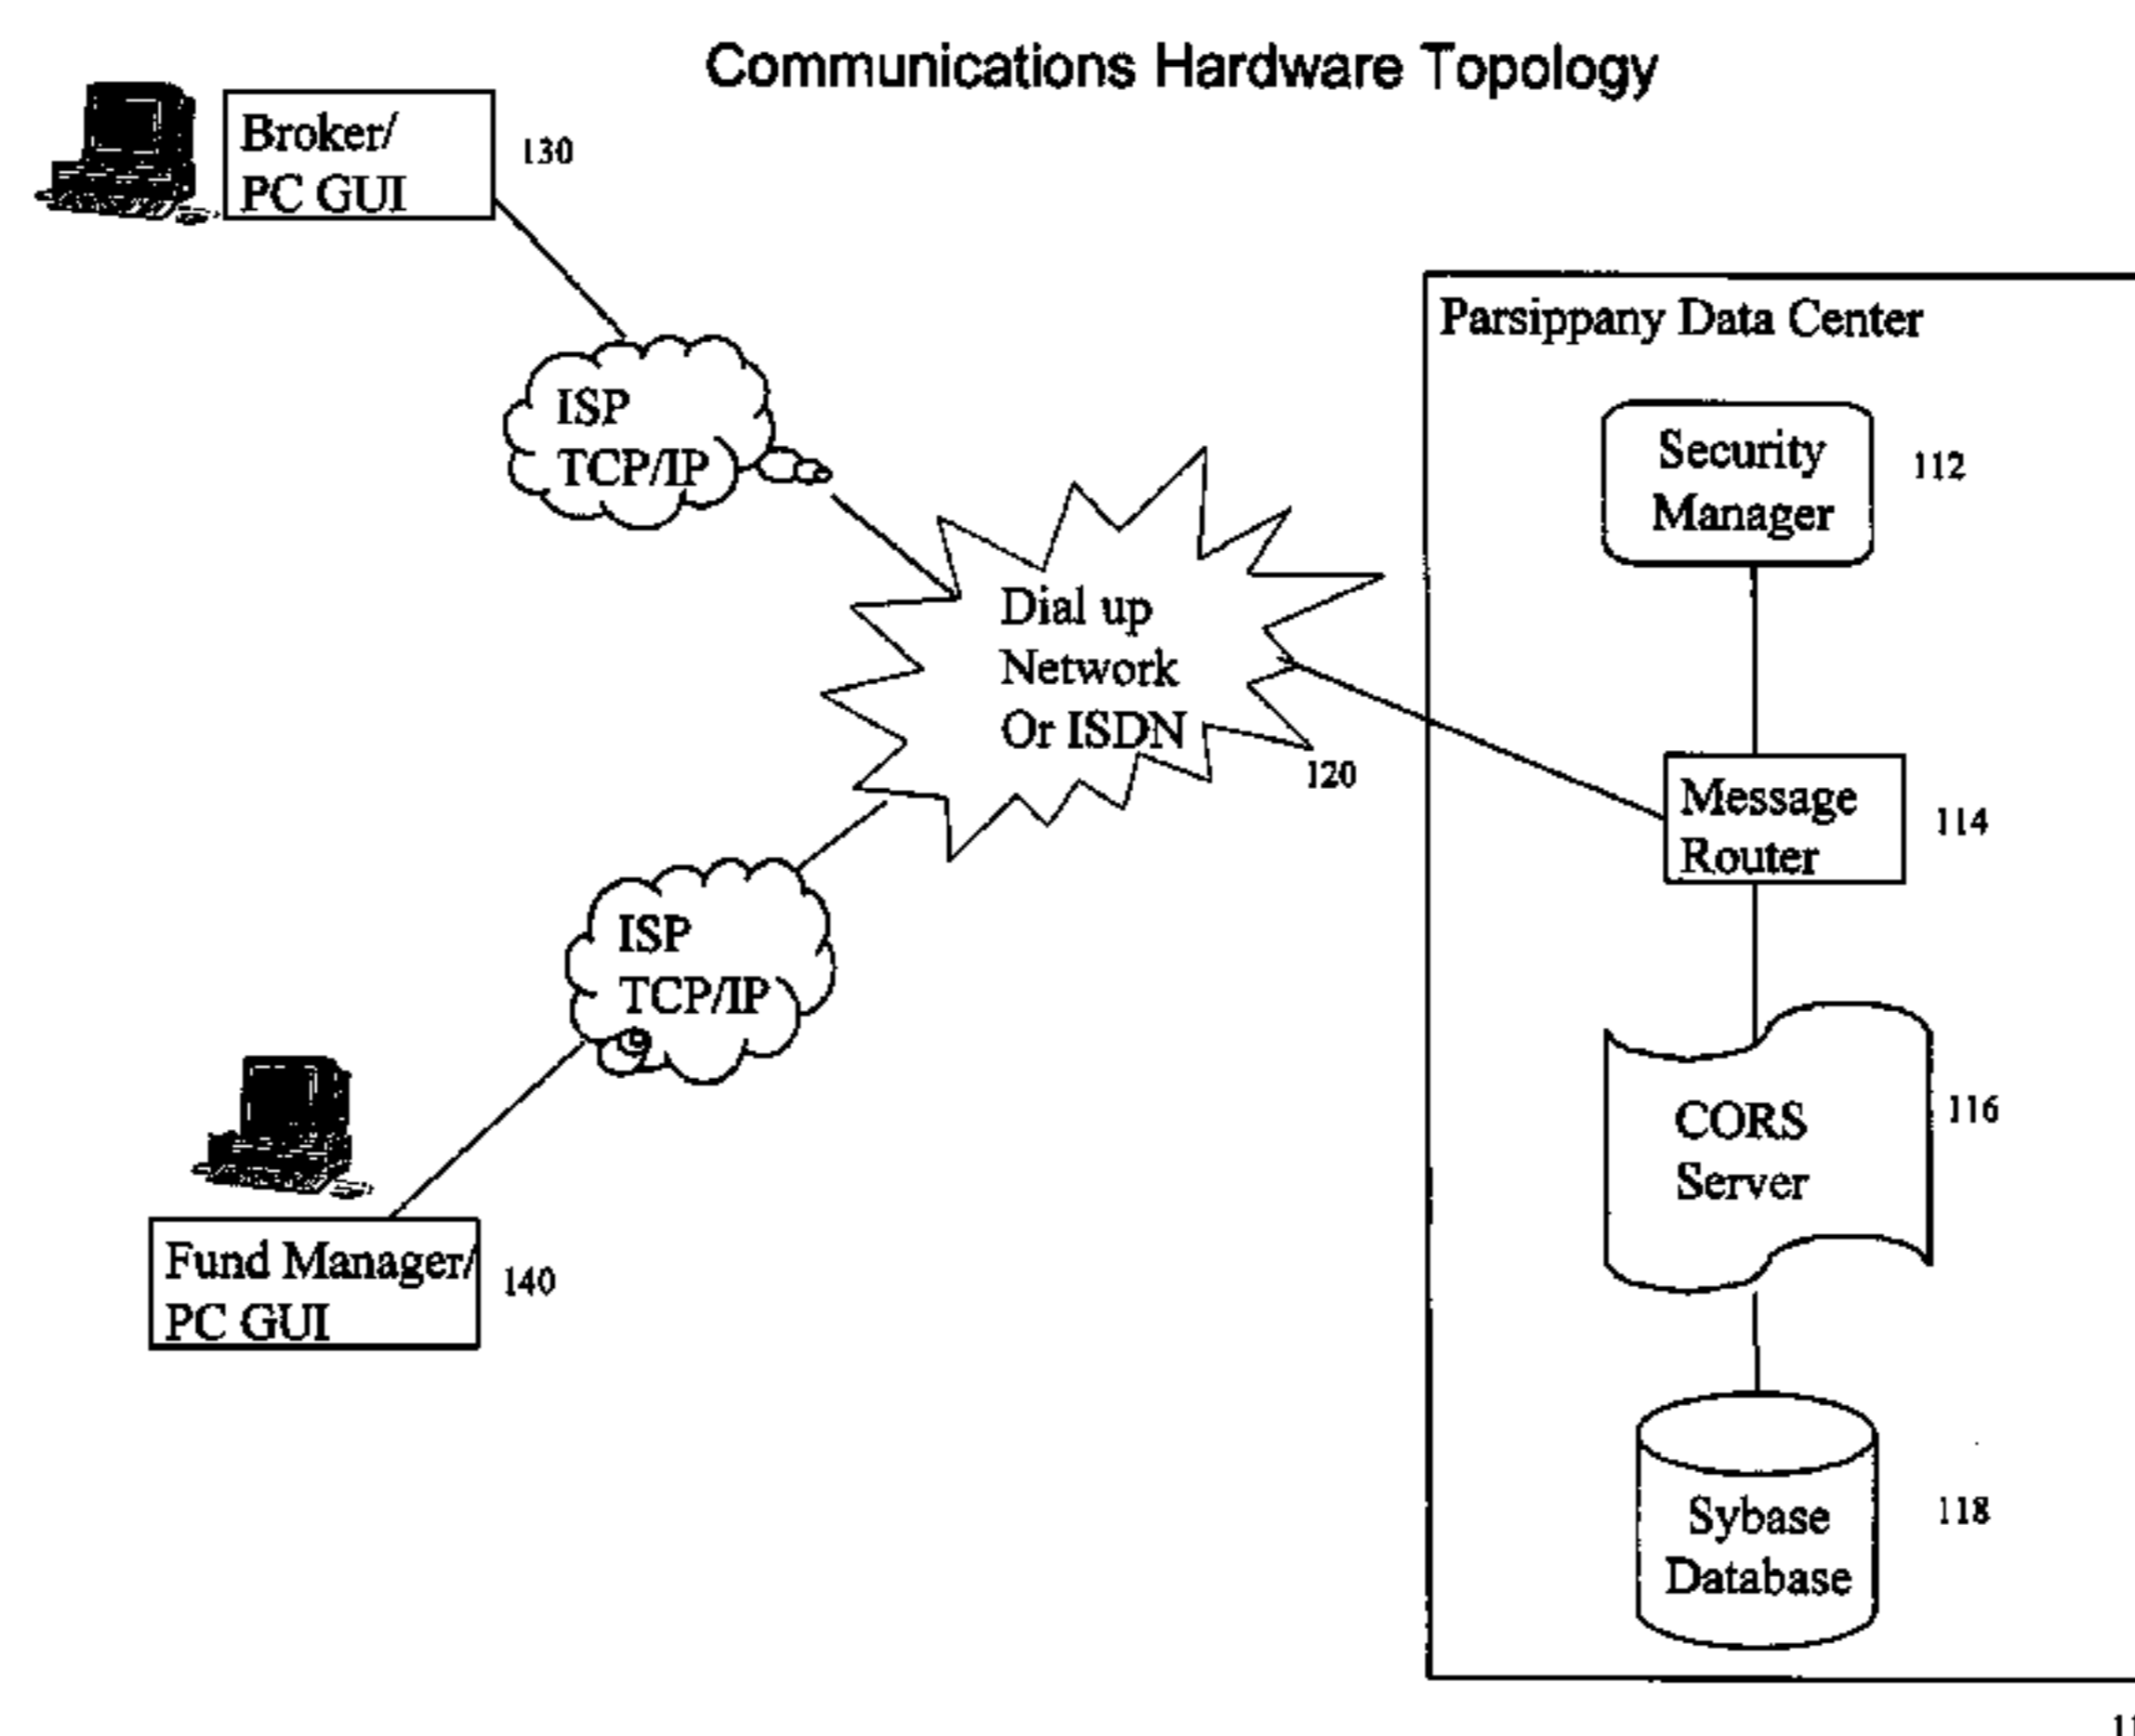 Communications Hardware Topology
Broker/
PC GUI
130
ISP
TCP/IP
Dial up
Network
Or ISDN
120
ISP
TCP/IP
Fund Manager/
PC GUI
140
Parsippany Data Center
Security
Manager
112
Message
Router
114
CORS
Server
116
Sybase
Database
118